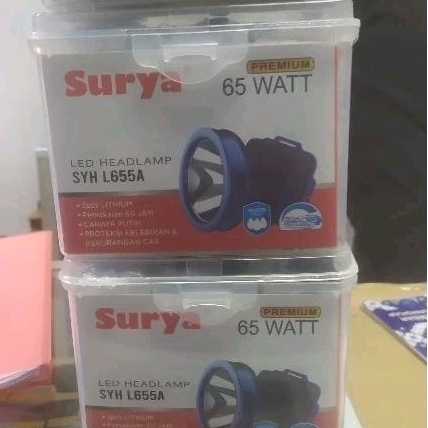 Surya
PREMIUM
65 WATT
LED HEADLAMP
SYH L655A
LITHIUM
Pemakaian 60 JAM
CAHAYA PUTIH
PROTEKSI KELEBIHAN &
KEKURANGAN CAS
Surya
PREMIUM
65 WATT
LED HEADLAMP
SYH L655A
LITHIUM